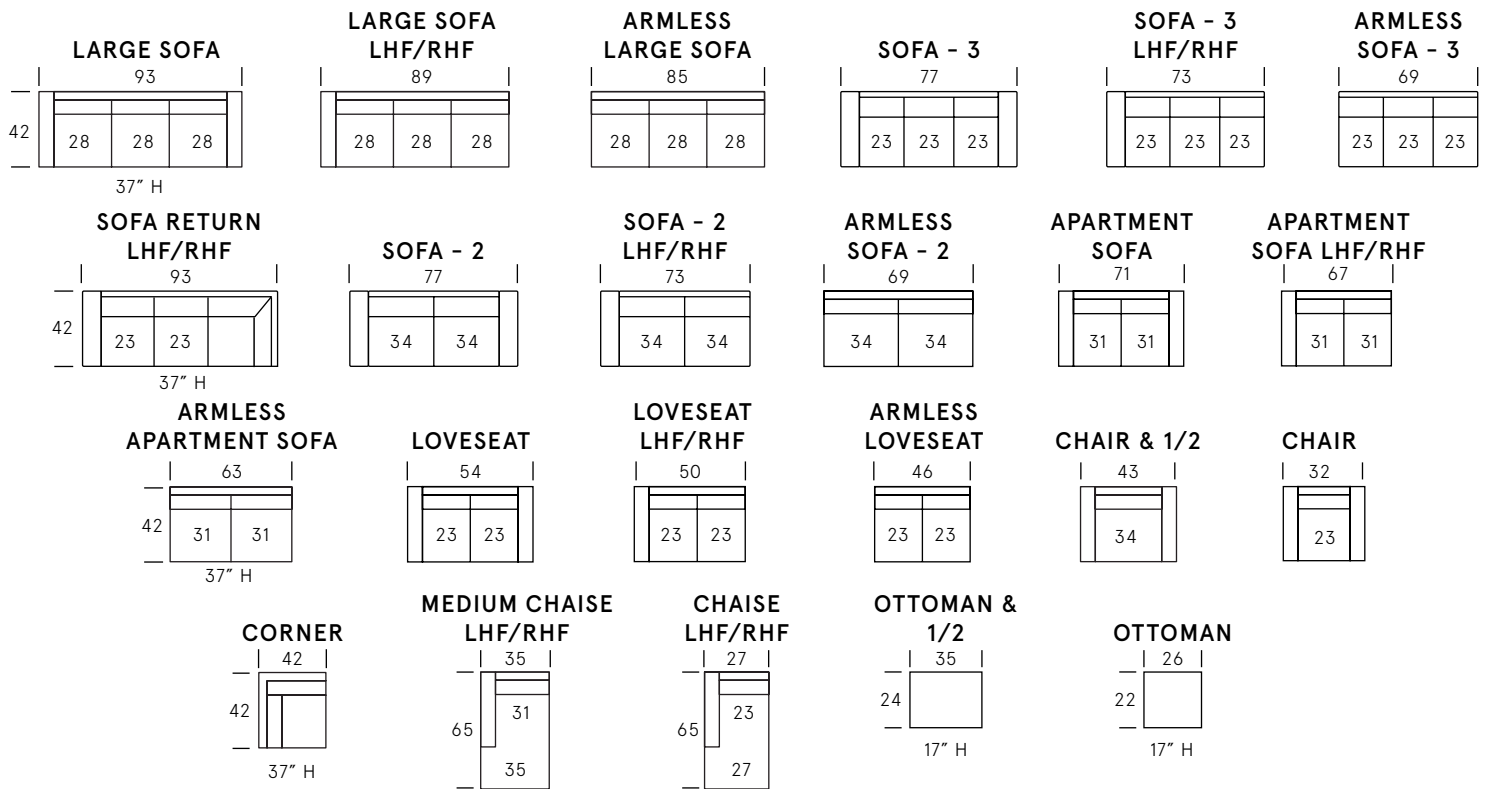 LARGE SOFA
93
42
28 28 28
37″ H
LARGE SOFA
LHF/RHF
89
28 28 28
ARMLESS
LARGE SOFA
85
28 28 28
SOFA - 3
77
23 23 23
SOFA - 3
LHF/RHF
73
23 23 23
ARMLESS
SOFA - 3
69
23 23 23
SOFA RETURN
LHF/RHF
93
42
23 23
37″ H
SOFA - 2
77
34 34
SOFA - 2
LHF/RHF
73
34 34
ARMLESS
SOFA - 2
69
34 34
APARTMENT
SOFA
71
31 31
APARTMENT
SOFA LHF/RHF
67
31 31
ARMLESS
APARTMENT SOFA
63
42
31 31
37″ H
LOVESEAT
54
23 23
LOVESEAT
LHF/RHF
50
23 23
ARMLESS
LOVESEAT
46
23 23
CHAIR & 1/2
43
34
CHAIR
32
23
CORNER
42
42
37″ H
MEDIUM CHAISE
LHF/RHF
35
31
65
35
CHAISE
LHF/RHF
27
23
65
27
OTTOMAN &
1/2
35
24
17″ H
OTTOMAN
26
22
17″ H